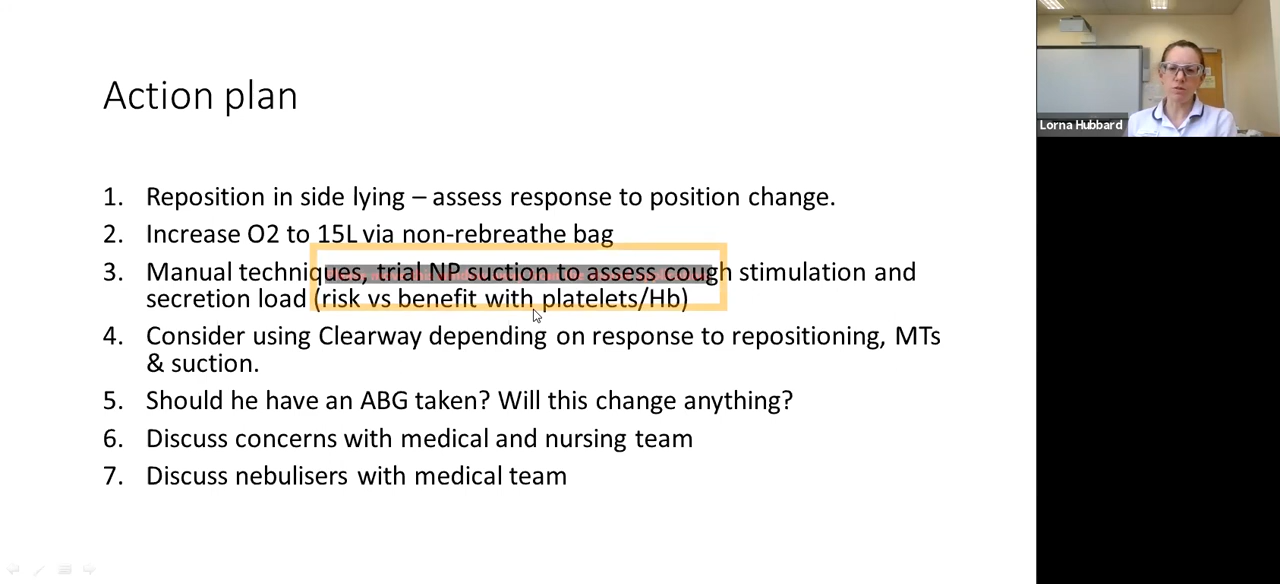 Action plan
1. Reposition in side lying – assess response to position change.
2. Increase O2 to 15L via non-rebreathe bag
3. Manual techniques, trial NP suction to assess cough stimulation and
secretion load (risk vs benefit with platelets/Hb)
4. Consider using Clearway depending on response to repositioning, MTs
& suction.
5. Should he have an ABG taken? Will this change anything?
6. Discuss concerns with medical and nursing team
7. Discuss nebulisers with medical team
Lorna Hubbard